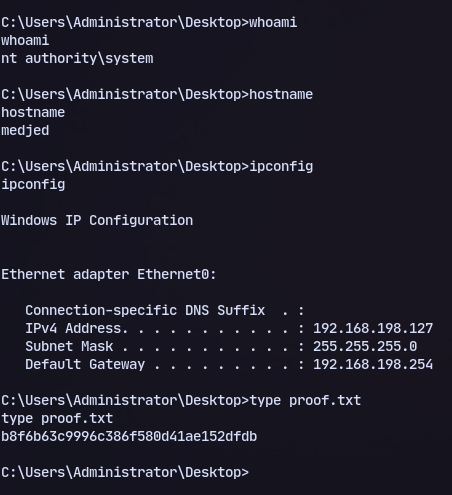 C:\Users\Administrator\Desktop>whoami
whoami
nt authority\system
C:\Users\Administrator\Desktop>hostname
hostname
medjed
C:\Users\Administrator\Desktop>ipconfig
ipconfig
Windows IP Configuration
Ethernet adapter Ethernet0:
   Connection-specific DNS Suffix  . :
   IPv4 Address. . . . . . . . . . . : 192.168.198.127
   Subnet Mask . . . . . . . . . . . : 255.255.255.0
   Default Gateway . . . . . . . . . : 192.168.198.254
C:\Users\Administrator\Desktop>type proof.txt
type proof.txt
b8f6b63c9996c386f580d41ae152dfdb
C:\Users\Administrator\Desktop>